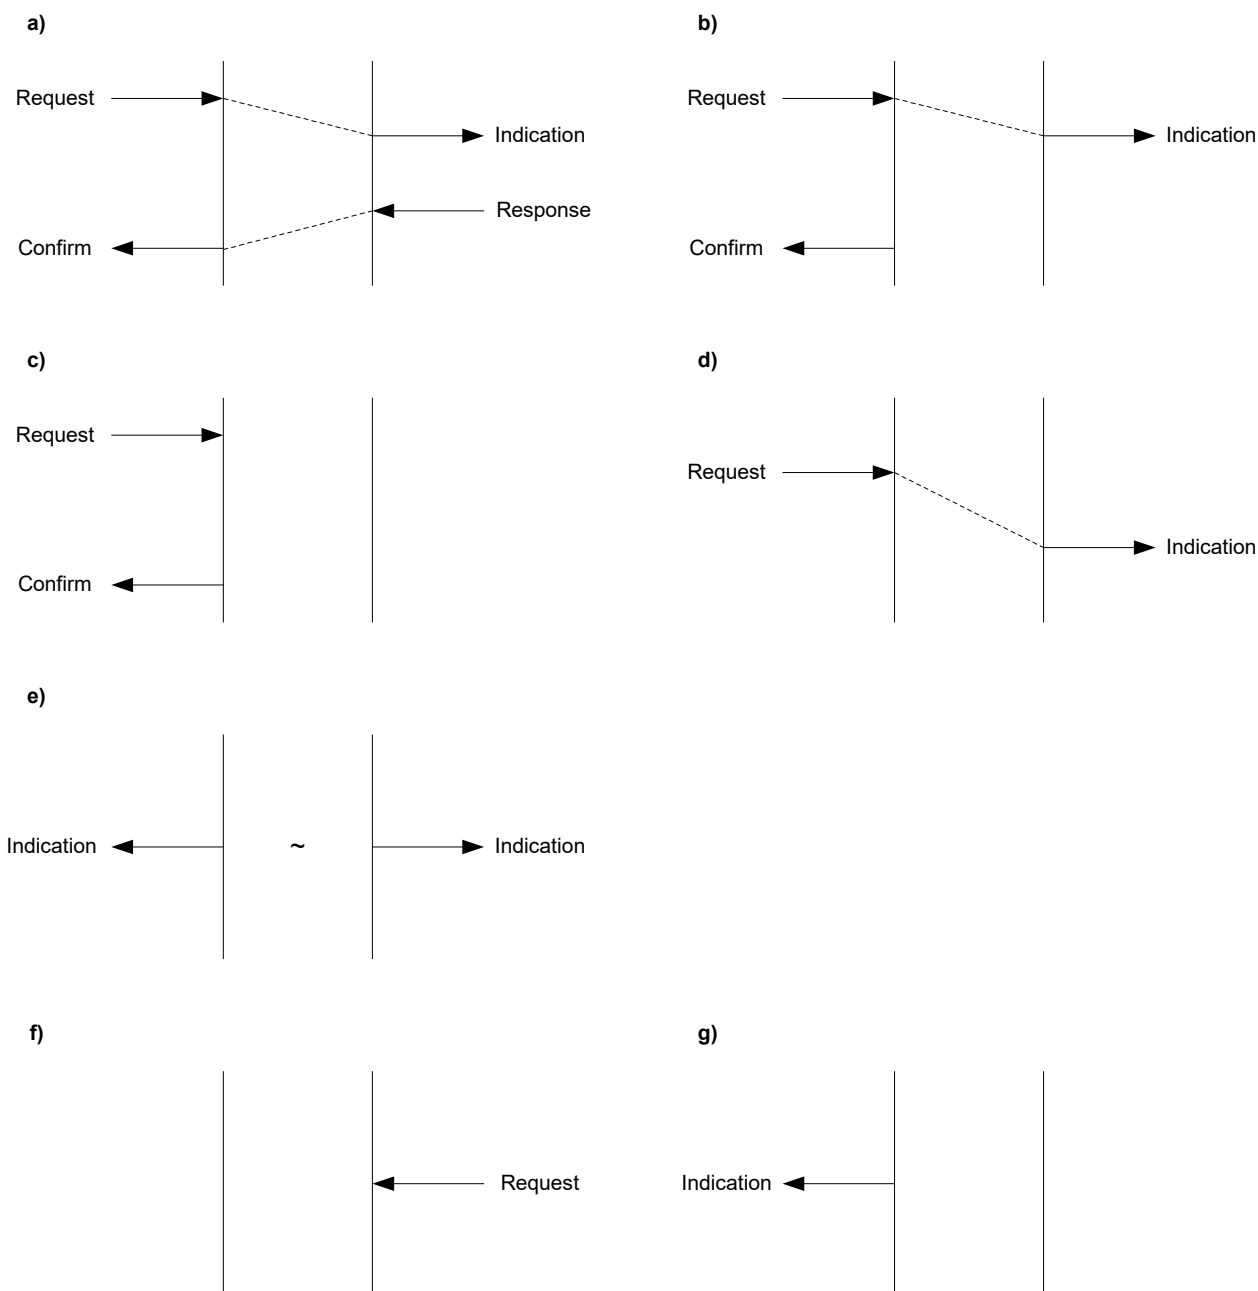 a)
Request
Indication
Response
Confirm
b)
Request
Indication
Confirm
c)
Request
Confirm
d)
Request
Indication
e)
Indication ~ Indication
f)
Request
g)
Indication